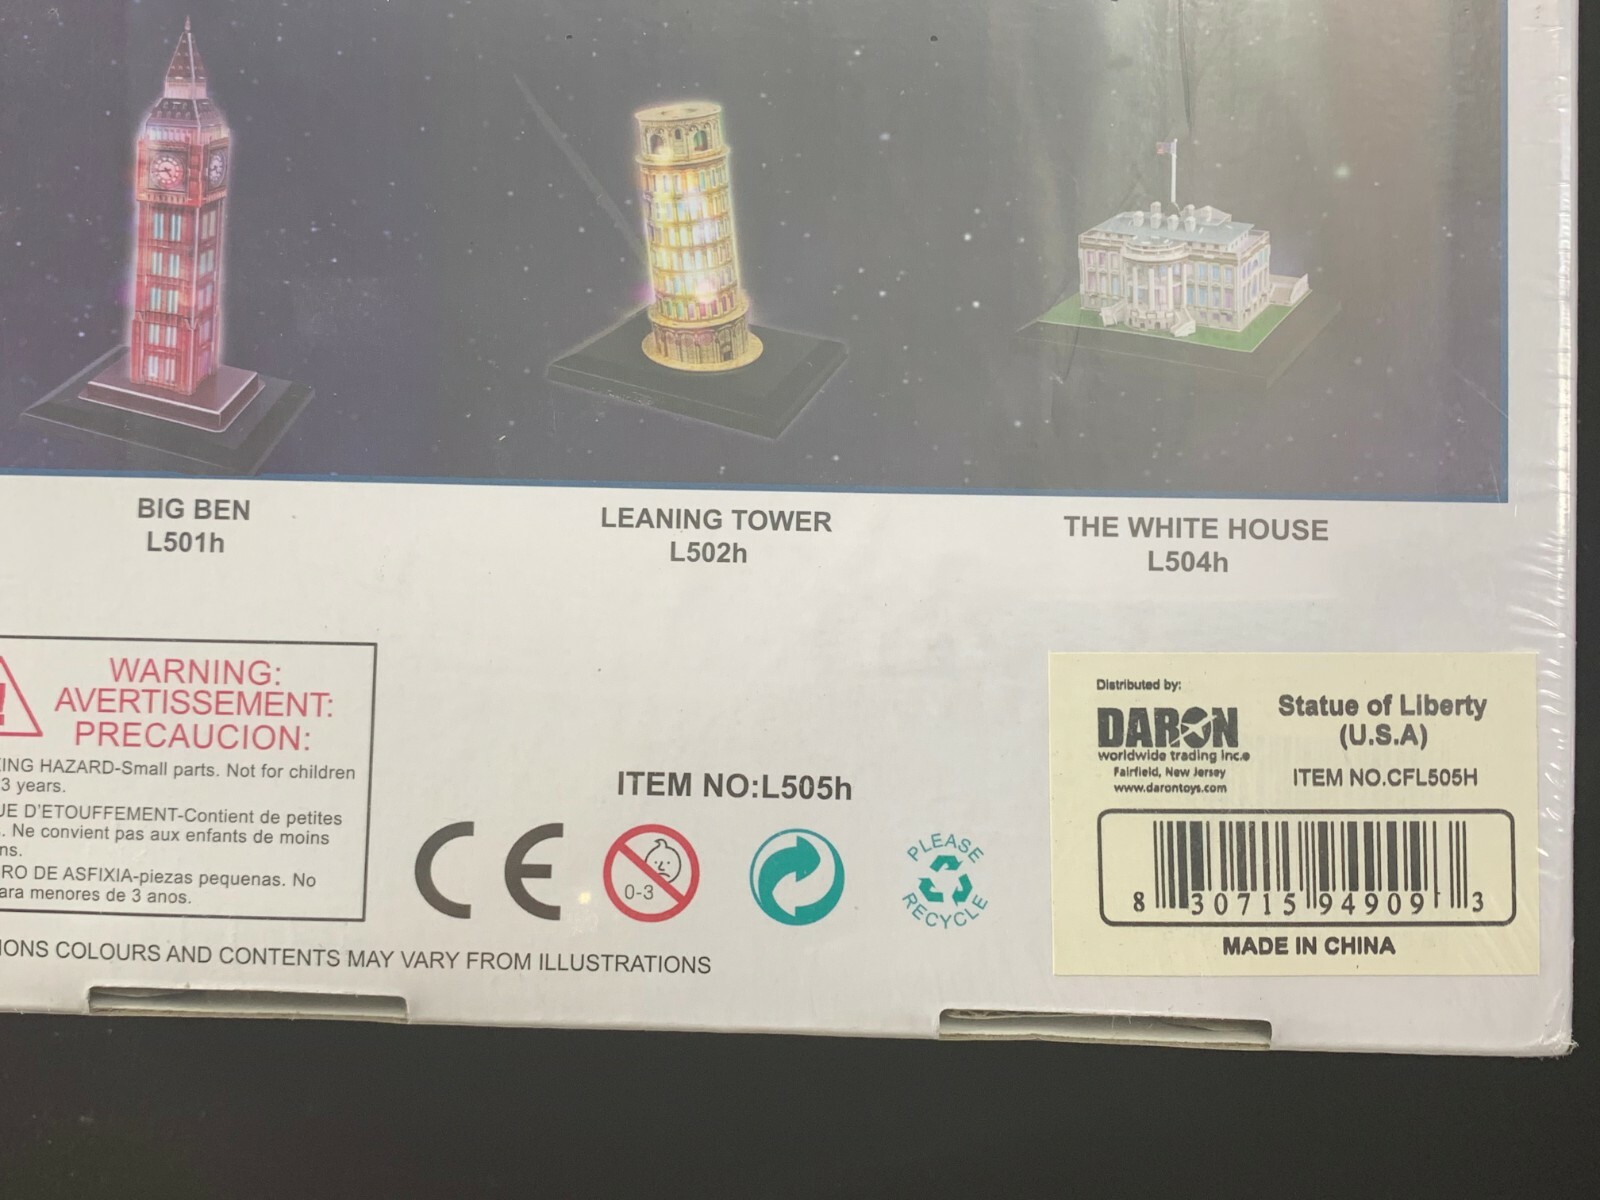 BIG BEN
L501h
LEANING TOWER
L502h
THE WHITE HOUSE
L504h
WARNING:
AVERTISSEMENT:
PRECAUCION:
HAZARD-Small parts. Not for children
3 years.
D'ETOUFFEMENT-Contient de petites
. Ne convient pas aux enfants de moins
DE ASFIXIA-piezas pequenas. No
menores de 3 anos.
COLOURS AND CONTENTS MAY VARY FROM ILLUSTRATIONS
ITEM NO:L505h
CE
0-3
PLEASE
RECYCLE
Distributed by:
DARON
worldwide trading inc.
Fairfield, New Jersey
www.darontoys.com
Statue of Liberty
(U.S.A)
ITEM NO.CFL505H
8 30715 94909 3
MADE IN CHINA